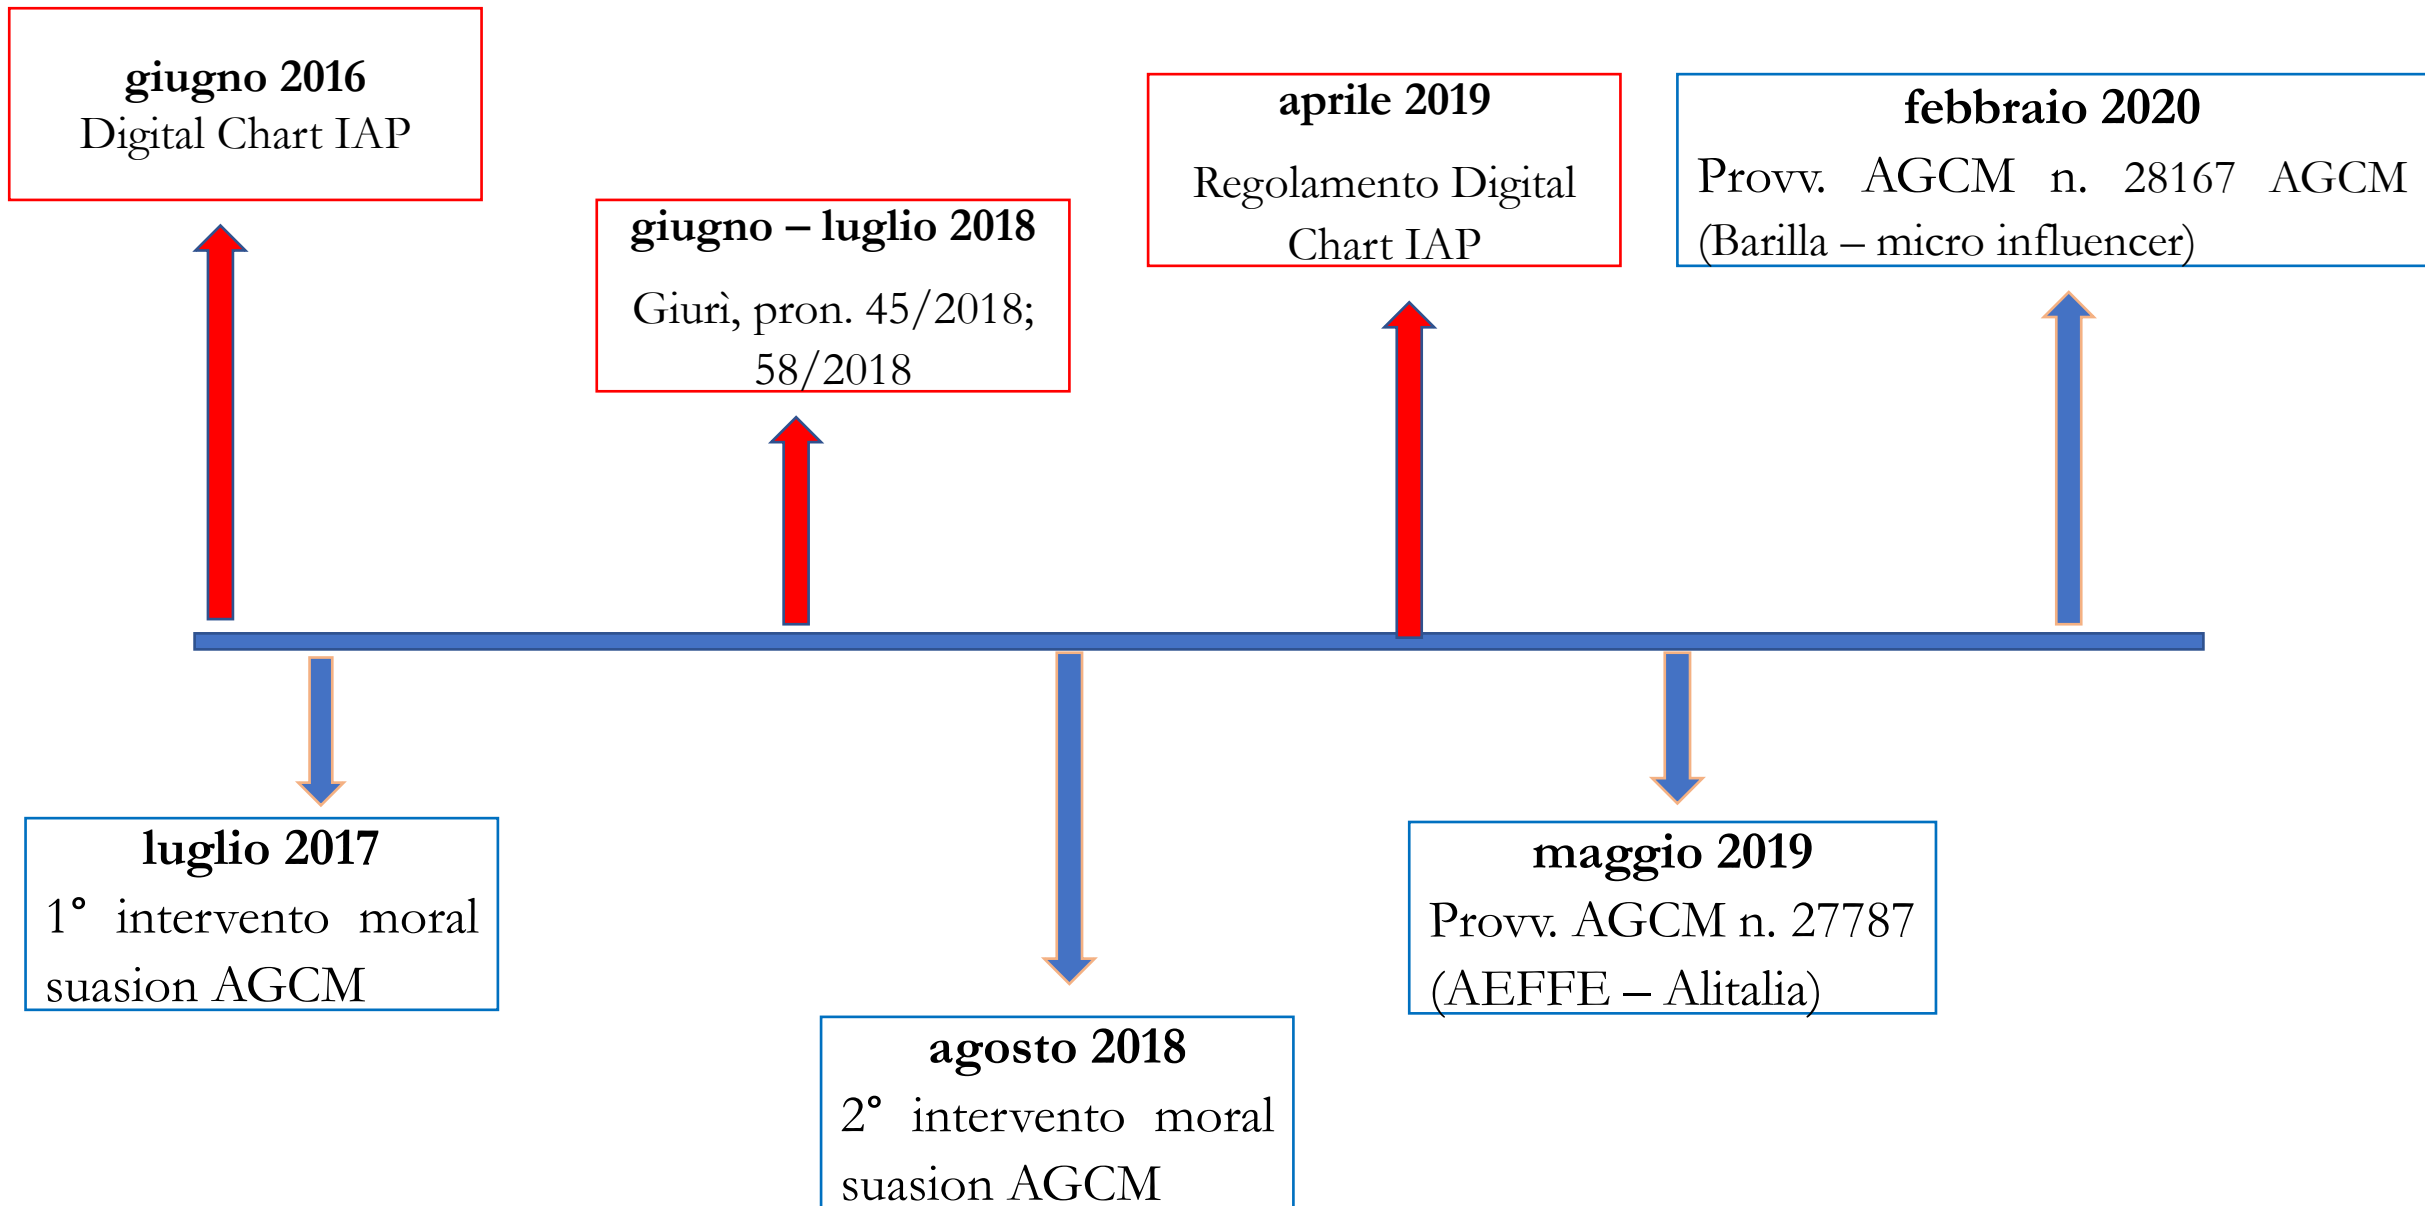 giugno 2016
Digital Chart IAP
giugno – luglio 2018
Giurì, pron. 45/2018;
58/2018
aprile 2019
Regolamento Digital
Chart IAP
febbraio 2020
Provv. AGCM n. 28167 AGCM
(Barilla – micro influencer)
luglio 2017
1° intervento moral
suasion AGCM
agosto 2018
2° intervento moral
suasion AGCM
maggio 2019
Provv. AGCM n. 27787
(AEFFE – Alitalia)